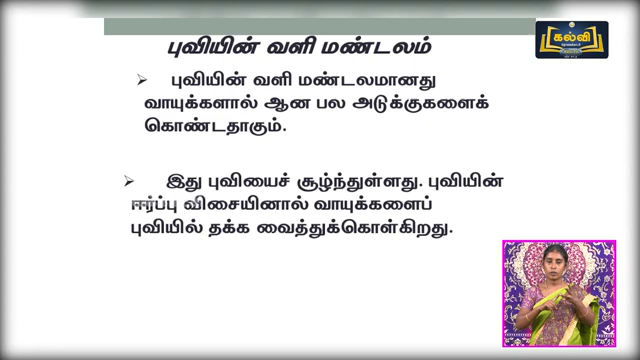 கல்வி
புவியின் வளி மண்டலம்
➢ புவியின் வளி மண்டலமானது
வாயுக்களால் ஆன பல அடுக்குகளைக்
கொண்டதாகும்.
➢ இது புவியைச் சூழ்ந்துள்ளது. புவியின்
ஈர்ப்பு விசையினால் வாயுக்களைப்
புவியில் தக்க வைத்துக்கொள்கிறது.